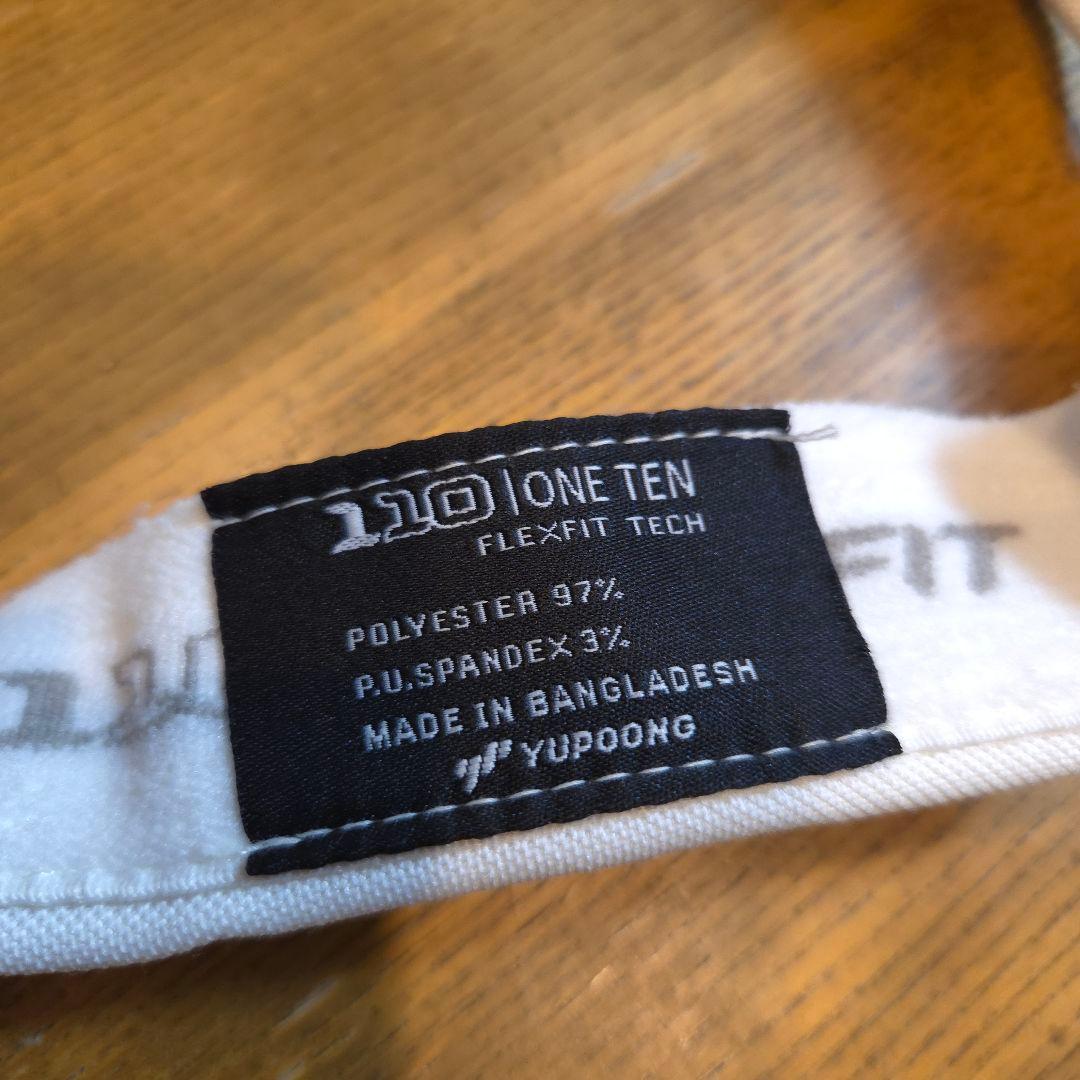 110 | ONE TEN
FLEXFIT TECH
POLYESTER 97%
P.U.SPANDEX 3%
MADE IN BANGLADESH
YUPOONG
FIT